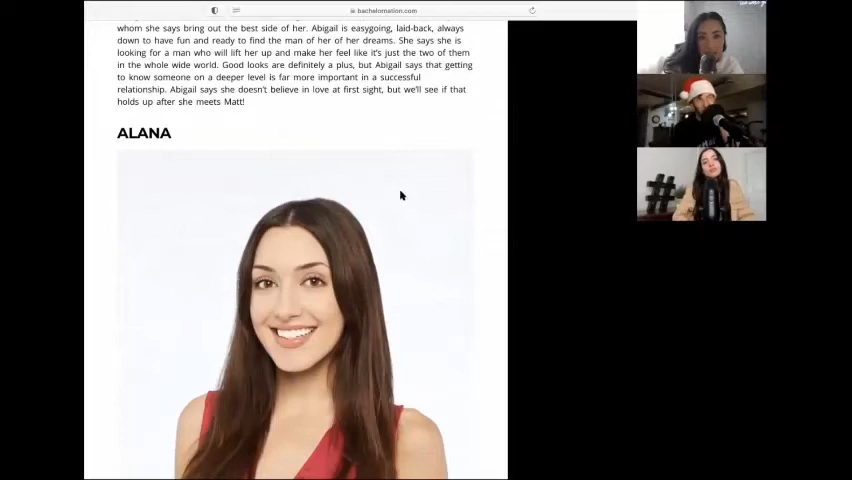 bachelornation.com
whom she says bring out the best side of her. Abigail is easygoing, laid-back, always
down to have fun and ready to find the man of her of her dreams. She says she is
looking for a man who will lift her up and make her feel like it's just the two of them
in the whole wide world. Good looks are definitely a plus, but Abigail says that getting
to know someone on a deeper level is far more important in a successful
relationship. Abigail says she doesn't believe in love at first sight, but we'll see if that
holds up after she meets Matt!
ALANA